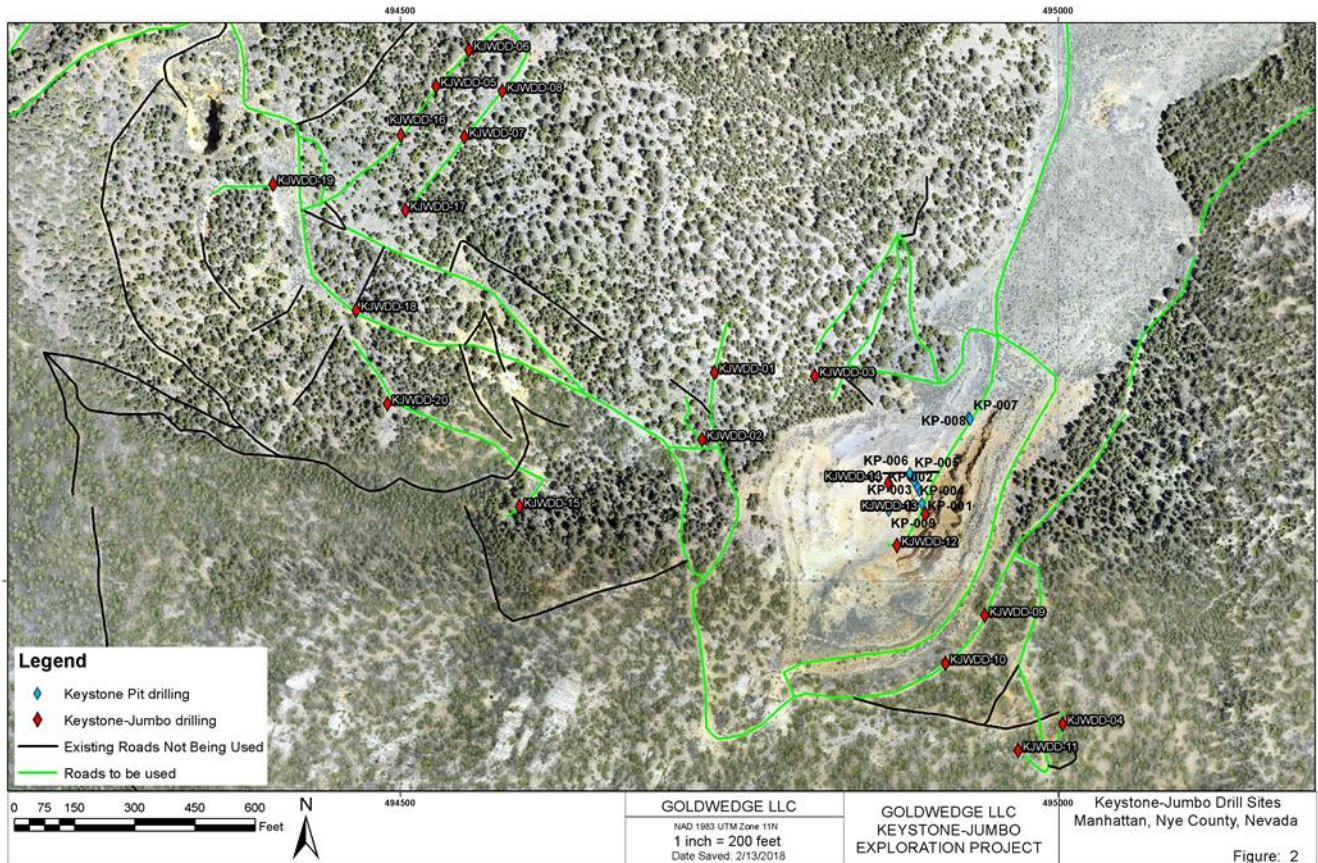 494500
495000
KJWDD-06
KJWDD-05
KJWDD-08
KJWDD-16
KJWDD-07
KJWDD-19
KJWDD-17
KJWDD-18
KJWDD-01
KJWDD-03
KJWDD-20
KP-007
KP-008
KJWDD-02
KP-006
KP-005
KJWDD-14
KP-002
KP-003
KP-004
KJWDD-15
KJWDD-13
KP-001
KP-009
KJWDD-12
KJWDD-09
KJWDD-10
KJWDD-04
KJWDD-11
Legend
Keystone Pit drilling
Keystone-Jumbo drilling
Existing Roads Not Being Used
Roads to be used
0 75 150 300 450 600
Feet
N
494500
495000
GOLDWEDGE LLC
NAD 1983 UTM Zone 11N
1 inch = 200 feet
Date Saved: 2/13/2018
GOLDWEDGE LLC
KEYSTONE-JUMBO
EXPLORATION PROJECT
Keystone-Jumbo Drill Sites
Manhattan, Nye County, Nevada
Figure: 2